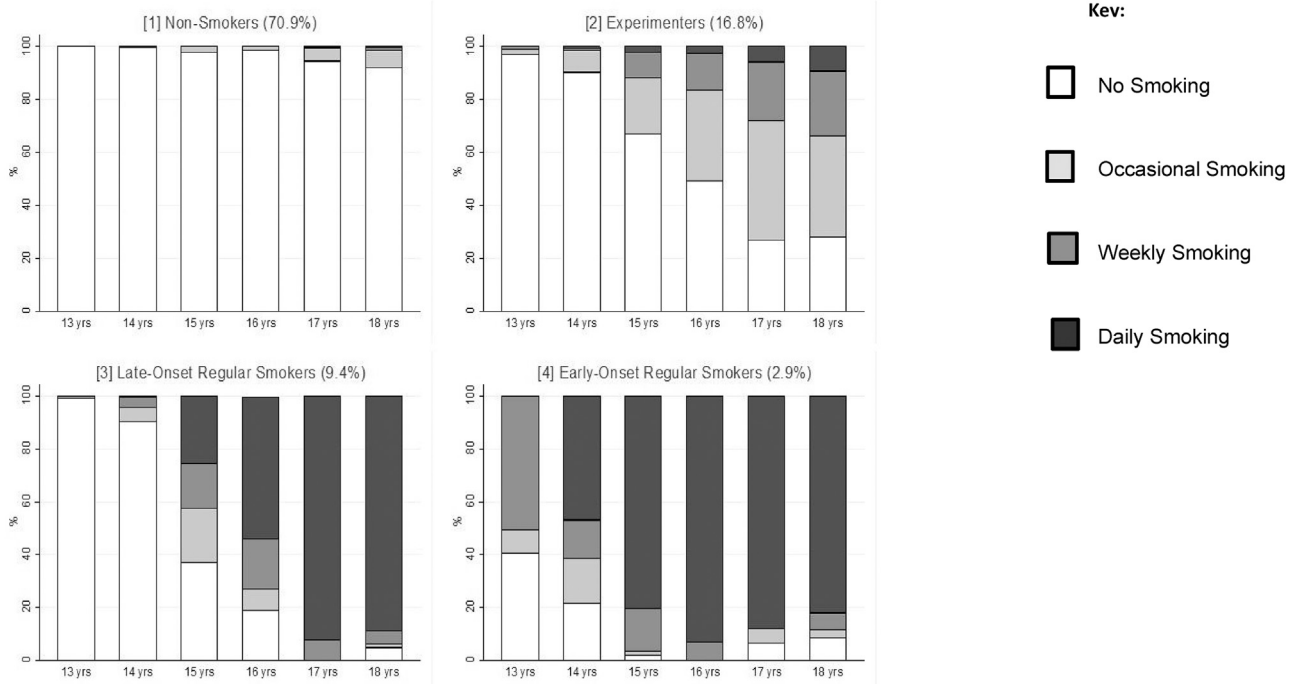 [1] Non-Smokers (70.9%)
%
100
80
60
40
20
0
13 yrs 14 yrs 15 yrs 16 yrs 17 yrs 18 yrs
[2] Experimenters (16.8%)
%
100
80
60
40
20
0
13 yrs 14 yrs 15 yrs 16 yrs 17 yrs 18 yrs
Key:
No Smoking
Occasional Smoking
Weekly Smoking
Daily Smoking
[3] Late-Onset Regular Smokers (9.4%)
%
100
80
60
40
20
0
13 yrs 14 yrs 15 yrs 16 yrs 17 yrs 18 yrs
[4] Early-Onset Regular Smokers (2.9%)
%
100
80
60
40
20
0
13 yrs 14 yrs 15 yrs 16 yrs 17 yrs 18 yrs